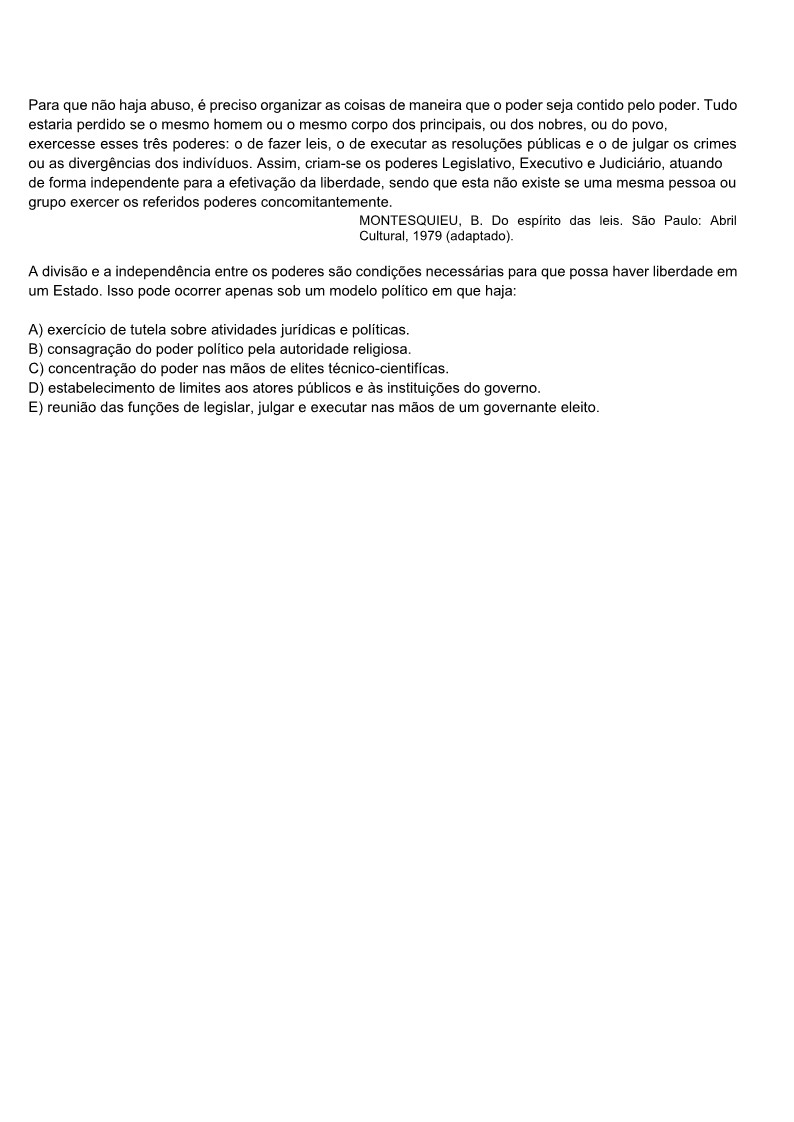 Para que não haja abuso, é preciso organizar as coisas de maneira que o poder seja contido pelo poder. Tudo
estaria perdido se o mesmo homem ou o mesmo corpo dos principais, ou dos nobres, ou do povo,
exercesse esses três poderes: o de fazer leis, o de executar as resoluções públicas e o de julgar os crimes
ou as divergências dos indivíduos. Assim, criam-se os poderes Legislativo, Executivo e Judiciário, atuando
de forma independente para a efetivação da liberdade, sendo que esta não existe se uma mesma pessoa ou
grupo exercer os referidos poderes concomitantemente.
MONTESQUIEU, B. Do espírito das leis. São Paulo: Abril
Cultural, 1979 (adaptado).
A divisão e a independência entre os poderes são condições necessárias para que possa haver liberdade em
um Estado. Isso pode ocorrer apenas sob um modelo político em que haja:
A) exercício de tutela sobre atividades jurídicas e políticas.
B) consagração do poder político pela autoridade religiosa.
C) concentração do poder nas mãos de elites técnico-científicas.
D) estabelecimento de limites aos atores públicos e às instituições do governo.
E) reunião das funções de legislar, julgar e executar nas mãos de um governante eleito.